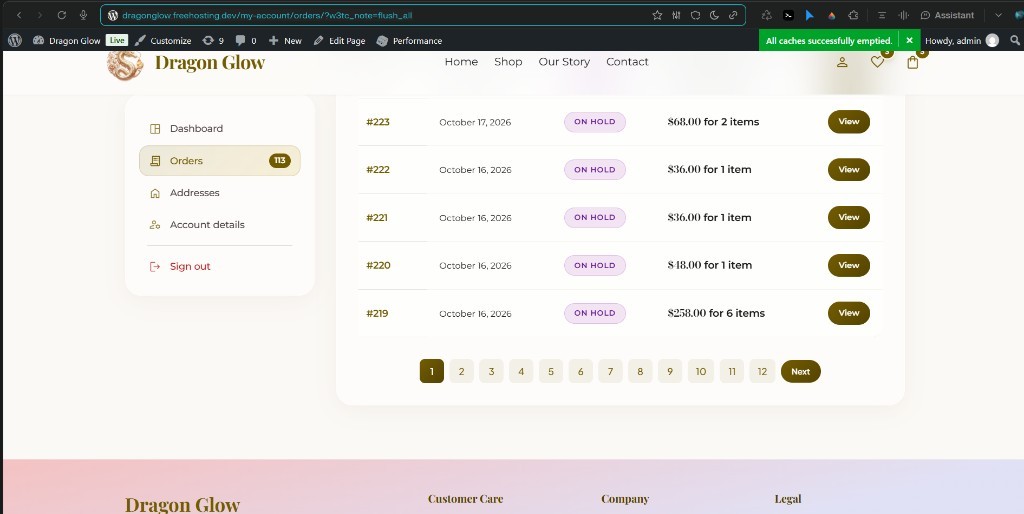 dragonglow.freehosting.dev/my-account/orders/?w3tc_note=flush_all
Assistant
Dragon Glow Live Customize 9 0 New Edit Page Performance All caches successfully emptied. × Howdy, admin
Dragon Glow Home Shop Our Story Contact
Dashboard
Orders 113
Addresses
Account details
Sign out
#223 October 17, 2026 ON HOLD $68.00 for 2 items View
#222 October 16, 2026 ON HOLD $36.00 for 1 item View
#221 October 16, 2026 ON HOLD $36.00 for 1 item View
#220 October 16, 2026 ON HOLD $48.00 for 1 item View
#219 October 16, 2026 ON HOLD $258.00 for 6 items View
1 2 3 4 5 6 7 8 9 10 11 12 Next
Dragon Glow Customer Care Company Legal